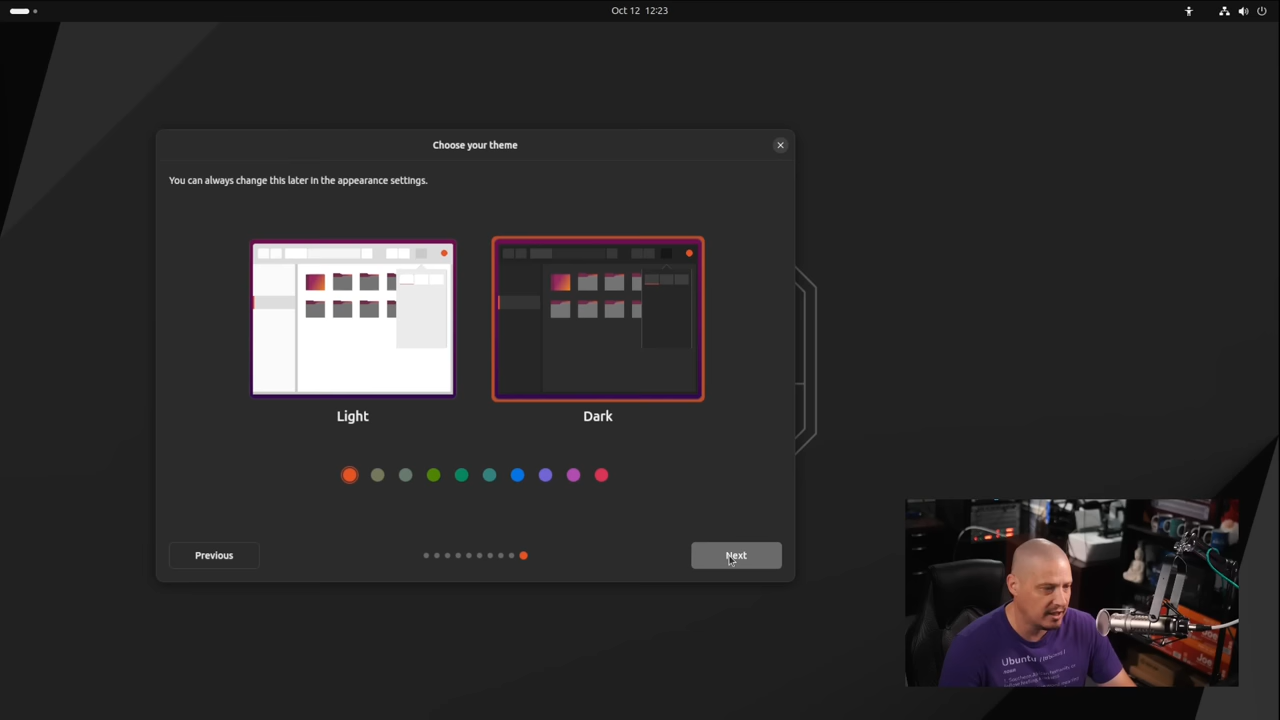 Oct 12 12:23
Choose your theme
You can always change this later in the appearance settings.
Light
Dark
Previous
Next
Ubuntu
noun